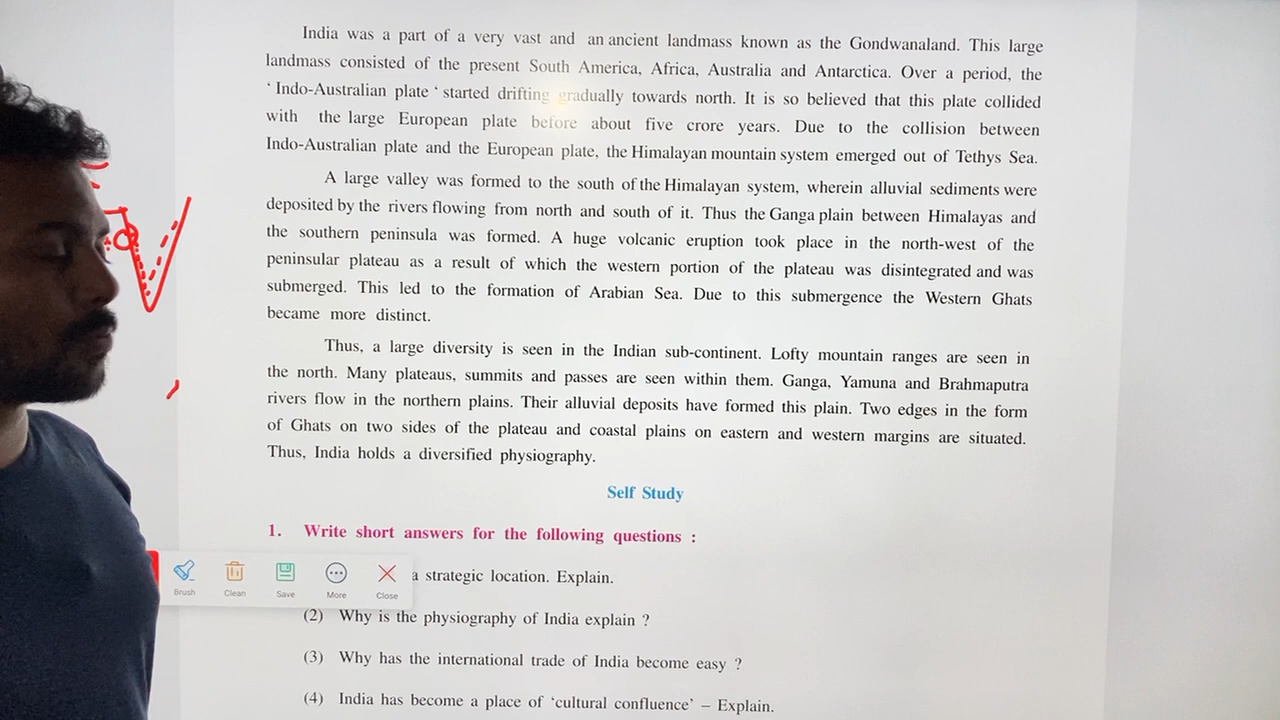 India was a part of a very vast and an ancient landmass known as the Gondwanaland. This large
landmass consisted of the present South America, Africa, Australia and Antarctica. Over a period, the
‘ Indo-Australian plate ‘ started drifting gradually towards north. It is so believed that this plate collided
with the large European plate before about five crore years. Due to the collision between
Indo-Australian plate and the European plate, the Himalayan mountain system emerged out of Tethys Sea.
A large valley was formed to the south of the Himalayan system, wherein alluvial sediments were
deposited by the rivers flowing from north and south of it. Thus the Ganga plain between Himalayas and
the southern peninsula was formed. A huge volcanic eruption took place in the north-west of the
peninsular plateau as a result of which the western portion of the plateau was disintegrated and was
submerged. This led to the formation of Arabian Sea. Due to this submergence the Western Ghats
became more distinct.
Thus, a large diversity is seen in the Indian sub-continent. Lofty mountain ranges are seen in
the north. Many plateaus, summits and passes are seen within them. Ganga, Yamuna and Brahmaputra
rivers flow in the northern plains. Their alluvial deposits have formed this plain. Two edges in the form
of Ghats on two sides of the plateau and coastal plains on eastern and western margins are situated.
Thus, India holds a diversified physiography.
Self Study
1. Write short answers for the following questions :
a strategic location. Explain.
Brush Clean Save More Close
(2) Why is the physiography of India explain ?
(3) Why has the international trade of India become easy ?
(4) India has become a place of ‘cultural confluence’ – Explain.